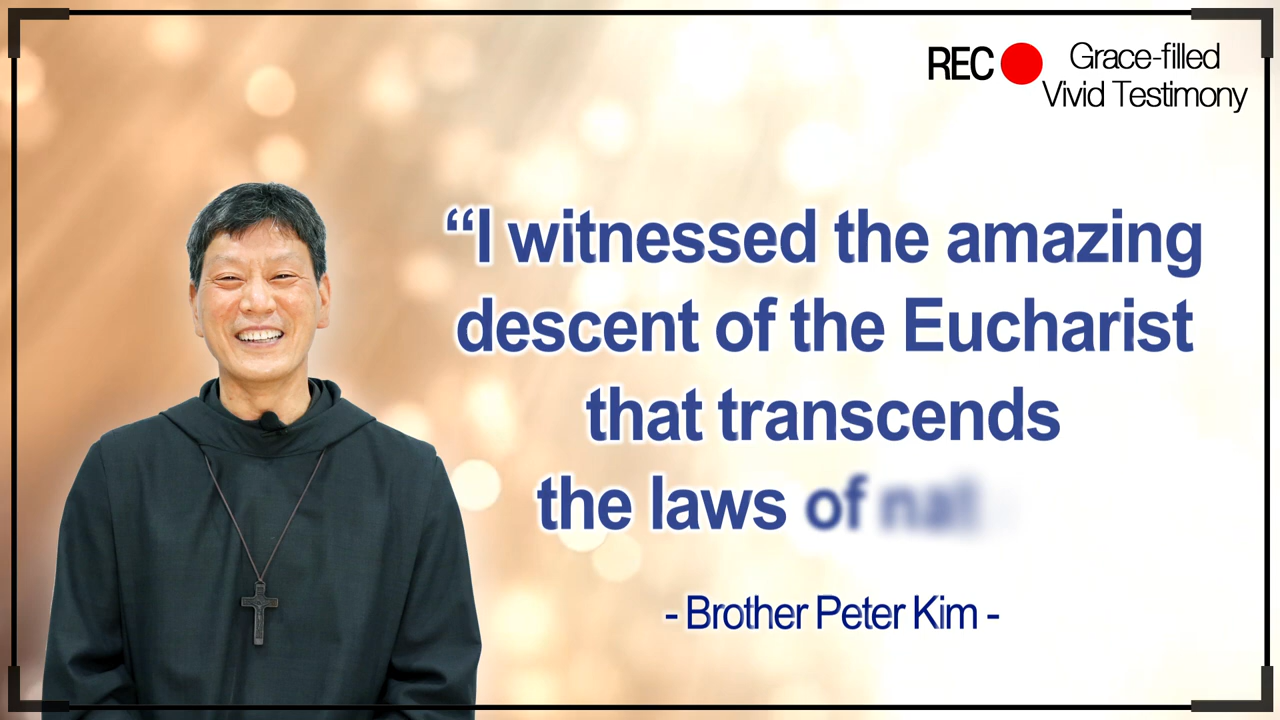 REC
Grace-filled
Vivid Testimony
“I witnessed the amazing
descent of the Eucharist
that transcends
the laws of
- Brother Peter Kim -